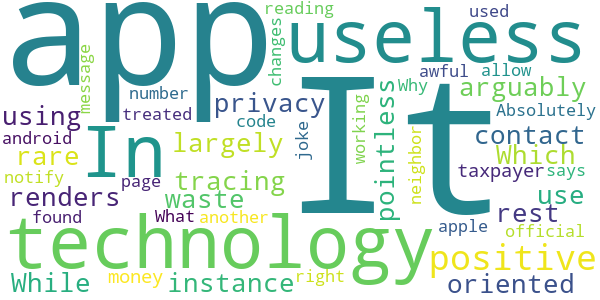 app
useless
It
technology
In
privacy
arguably
contact
Which
positive
oriented
instance
While
renders
waste
tracing
largely
rare
using
pointless
use
rest
message
changes
reading
used
awful
allow
Why
Absolutely
number
treated
code
joke
working
neighbor
taxpayer
says
android
notify
page
found
What
another
money
right
apple
official